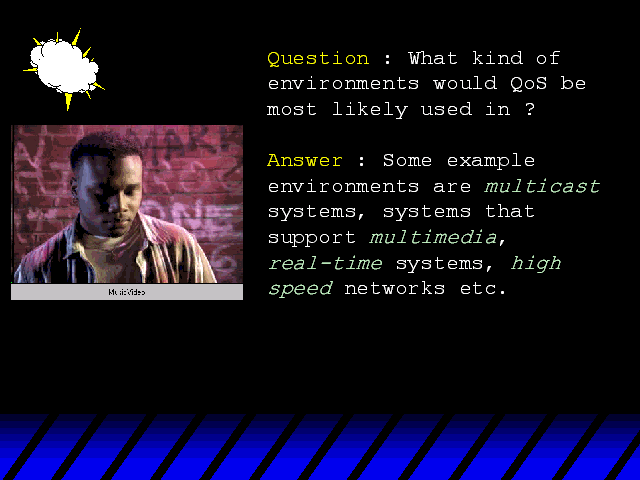 Question : What kind of
environments would QoS be
most likely used in ?
Answer : Some example
environments are multicast
systems, systems that
support multimedia,
real-time systems, high
speed networks etc.
MusicVideo